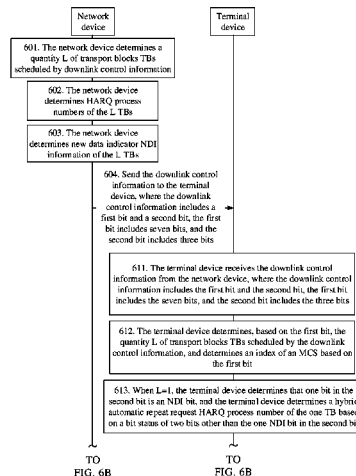 Network
device
Terminal
device
601. The network device determines a
quantity L of transport blocks TBs
scheduled by downlink control information
602. The network device
determines HARQ process
numbers of the L TBs
603. The network device
determines new data indicator NDI
information of the L TBs
604. Send the downlink control
information to the terminal
device, where the downlink
control information includes a
first bit and a second bit, the first
bit includes seven bits, and the
second bit includes three bits
611. The terminal device receives the downlink control
information from the network device, where the downlink control
information includes the first bit and the second bit, the first bit
includes the seven bits, and the second bit includes the three bits
612. The terminal device determines, based on the first bit, the
quantity L of transport blocks TBs scheduled by the downlink
control information, and determines an index of an MCS based on
the first bit
613. When L=1, the terminal device determines that one bit in the
second bit is an NDI bit, and the terminal device determines a hybrid
automatic repeat request HARQ process number of the one TB based
on a bit status of two bits other than the one NDI bit in the second bit
TO
FIG. 6B
TO
FIG. 6B